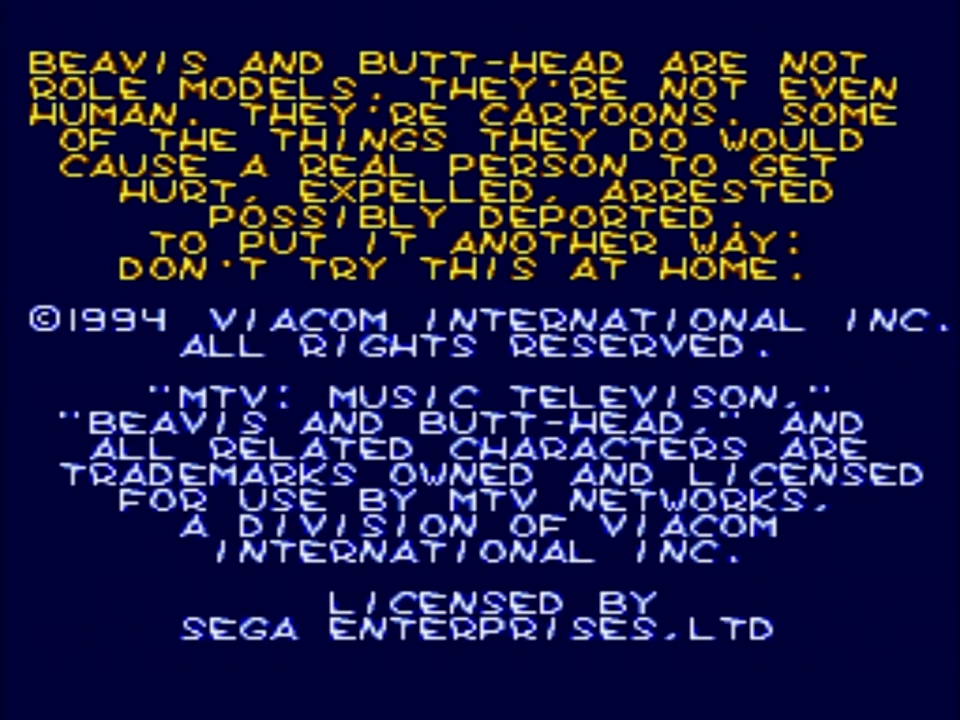 BEAVIS AND BUTT-HEAD ARE NOT
ROLE MODELS. THEY'RE NOT EVEN
HUMAN. THEY'RE CARTOONS. SOME
OF THE THINGS THEY DO WOULD
CAUSE A REAL PERSON TO GET
HURT, EXPELLED, ARRESTED
POSSIBLY DEPORTED.
TO PUT IT ANOTHER WAY:
DON'T TRY THIS AT HOME.
©1994 VIACOM INTERNATIONAL INC.
ALL RIGHTS RESERVED.
"MTV: MUSIC TELEVISON,"
"BEAVIS AND BUTT-HEAD," AND
ALL RELATED CHARACTERS ARE
TRADEMARKS OWNED AND LICENSED
FOR USE BY MTV NETWORKS,
A DIVISION OF VIACOM
INTERNATIONAL INC.
LICENSED BY
SEGA ENTERPRISES,LTD